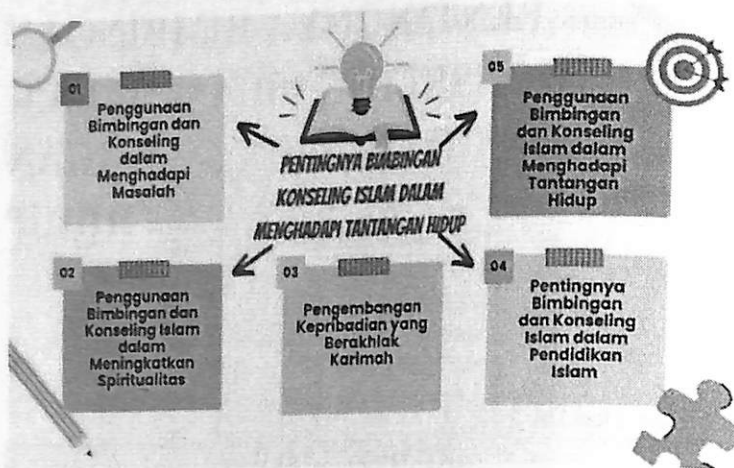 01
Penggunaan
Bimbingan dan
Konseling
dalam
Menghadapi
Masalah
PENTINGNYA BIMBINGAN
KONSELING ISLAM DALAM
MENGHADAPI TANTANGAN HIDUP
05
Penggunaan
Bimbingan
dan Konseling
Islam dalam
Menghadapi
Tantangan
Hidup
02
Penggunaan
Bimbingan dan
Konseling Islam
dalam
Meningkatkan
Spiritualitas
03
Pengembangan
Kepribadian yang
Berakhlak
Karimah
04
Pentingnya
Bimbingan
dan Konseling
Islam dalam
Pendidikan
Islam